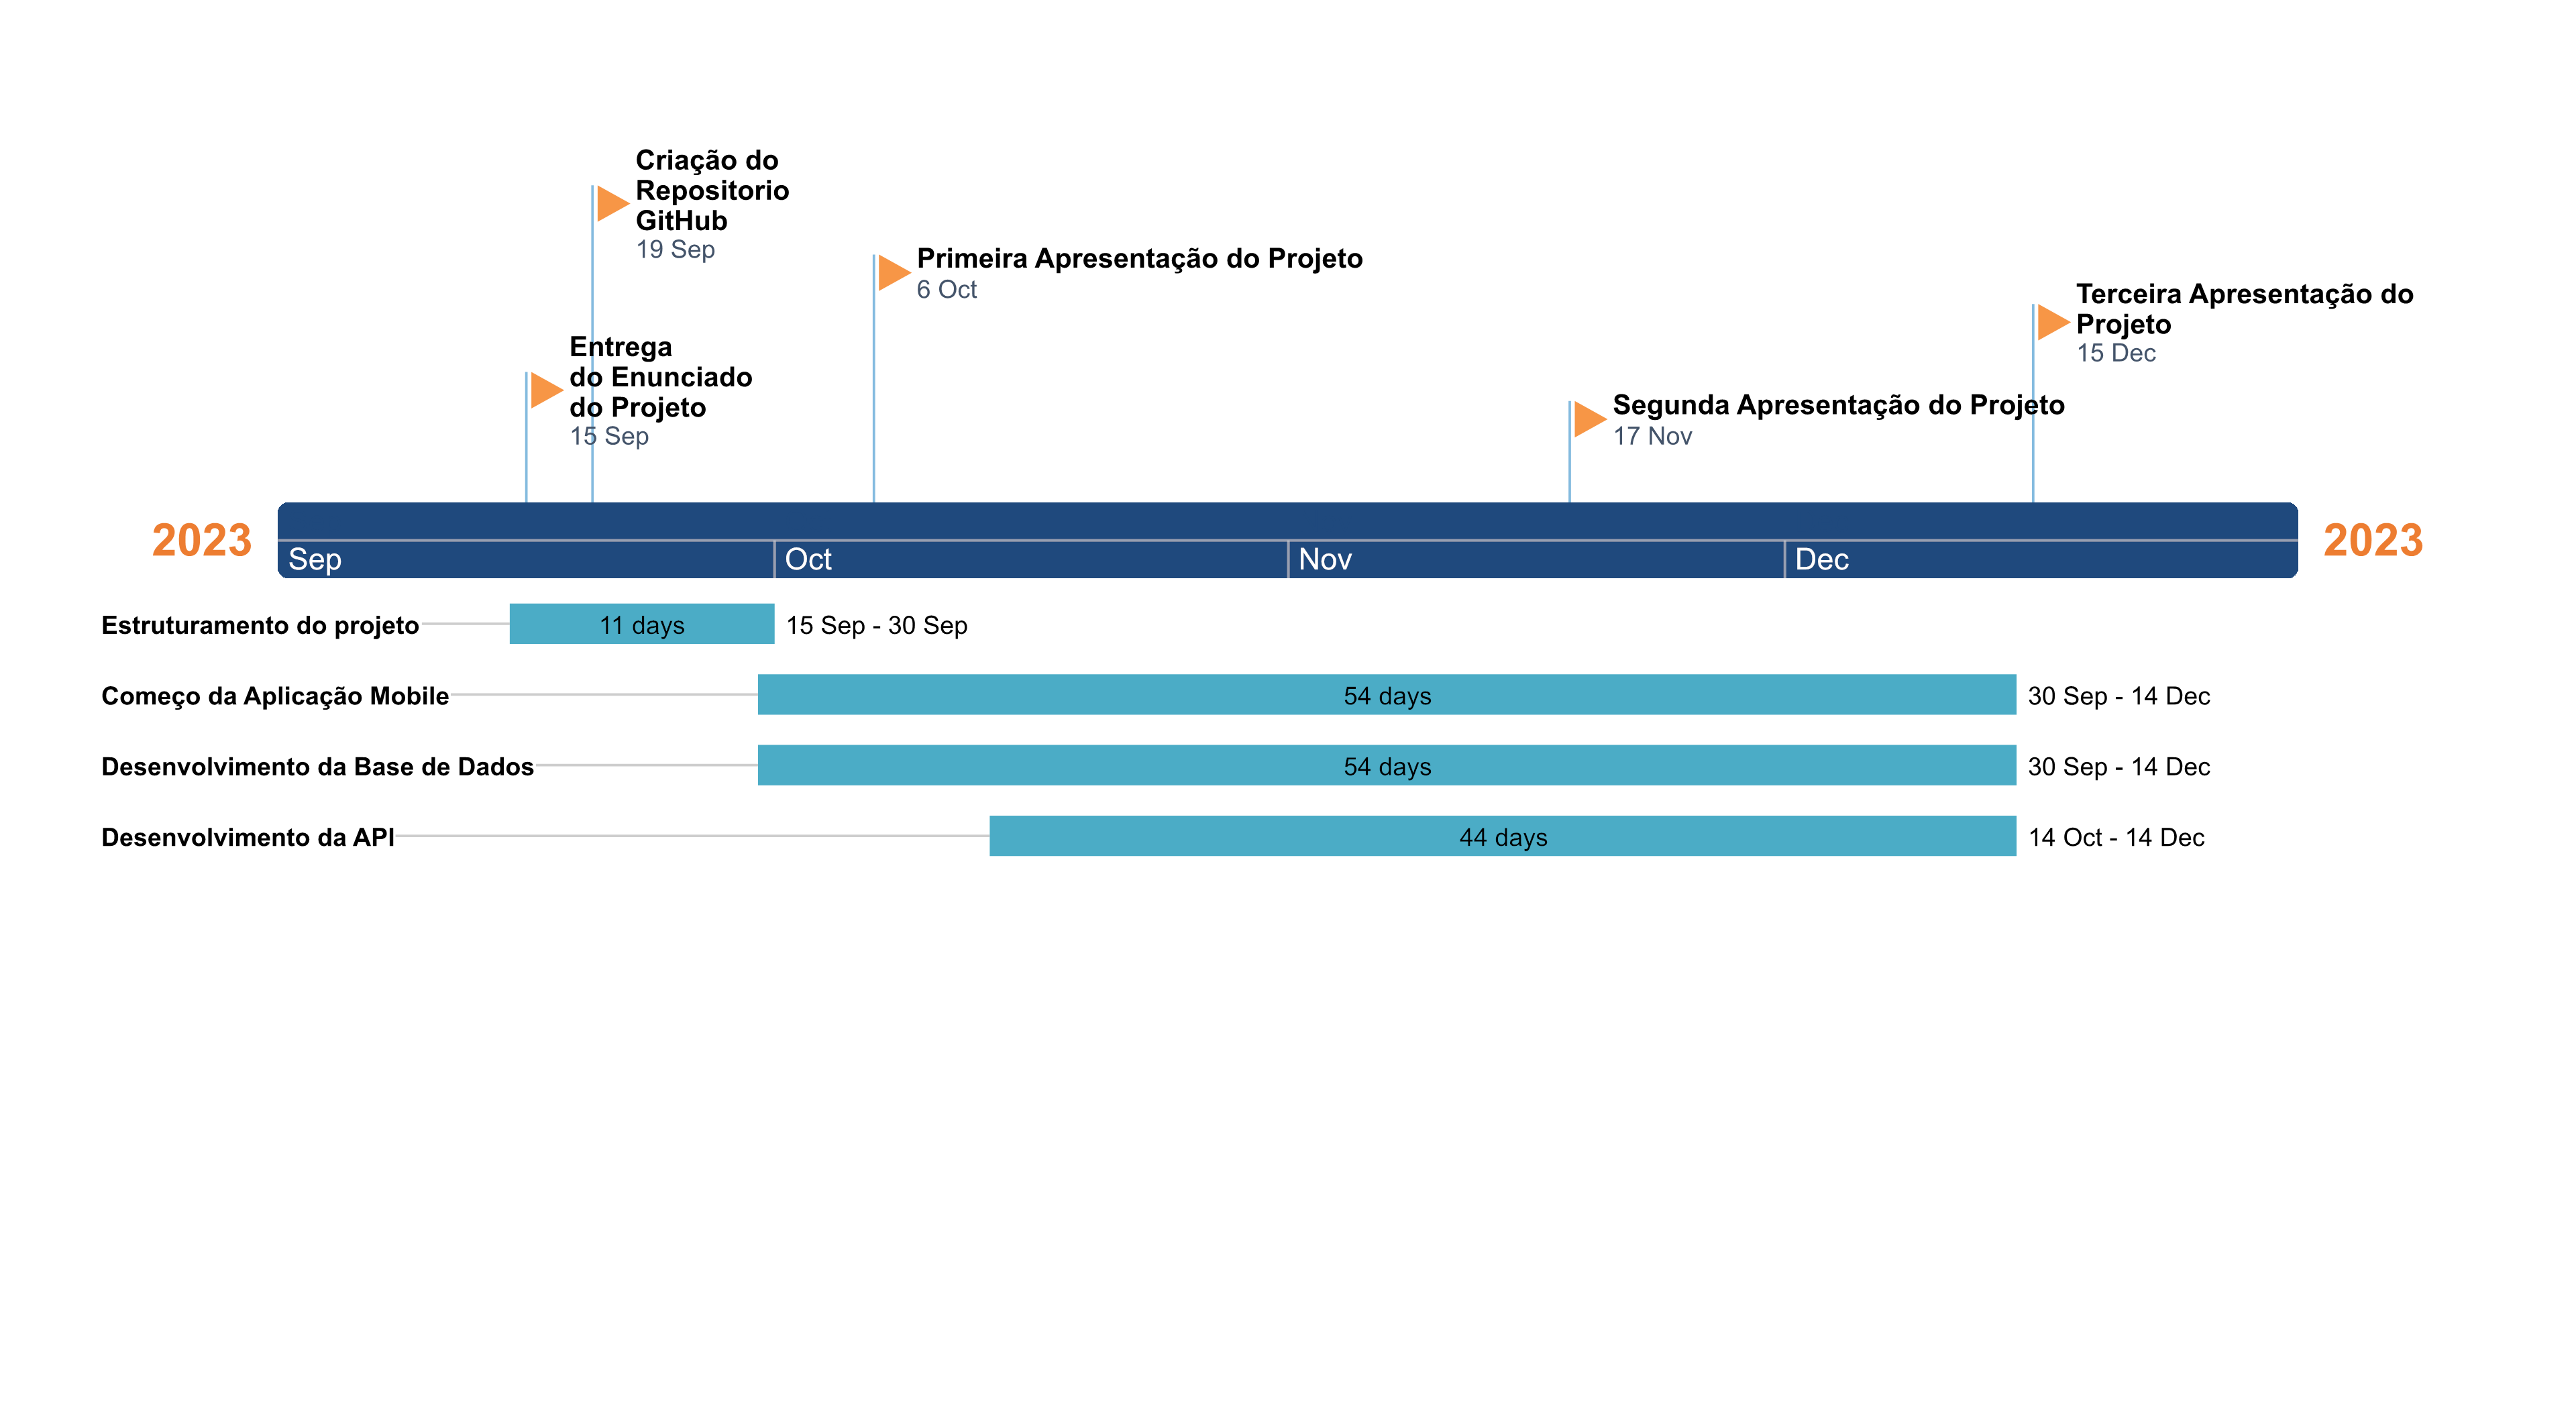 Criação do
Repositorio
GitHub
19 Sep
Primeira Apresentação do Projeto
6 Oct
Terceira Apresentação do
Projeto
15 Dec
Entrega
do Enunciado
do Projeto
15 Sep
Segunda Apresentação do Projeto
17 Nov
2023
Sep
Oct
Nov
Dec
2023
Estruturamento do projeto
11 days
15 Sep - 30 Sep
Começo da Aplicação Mobile
54 days
30 Sep - 14 Dec
Desenvolvimento da Base de Dados
54 days
30 Sep - 14 Dec
Desenvolvimento da API
44 days
14 Oct - 14 Dec